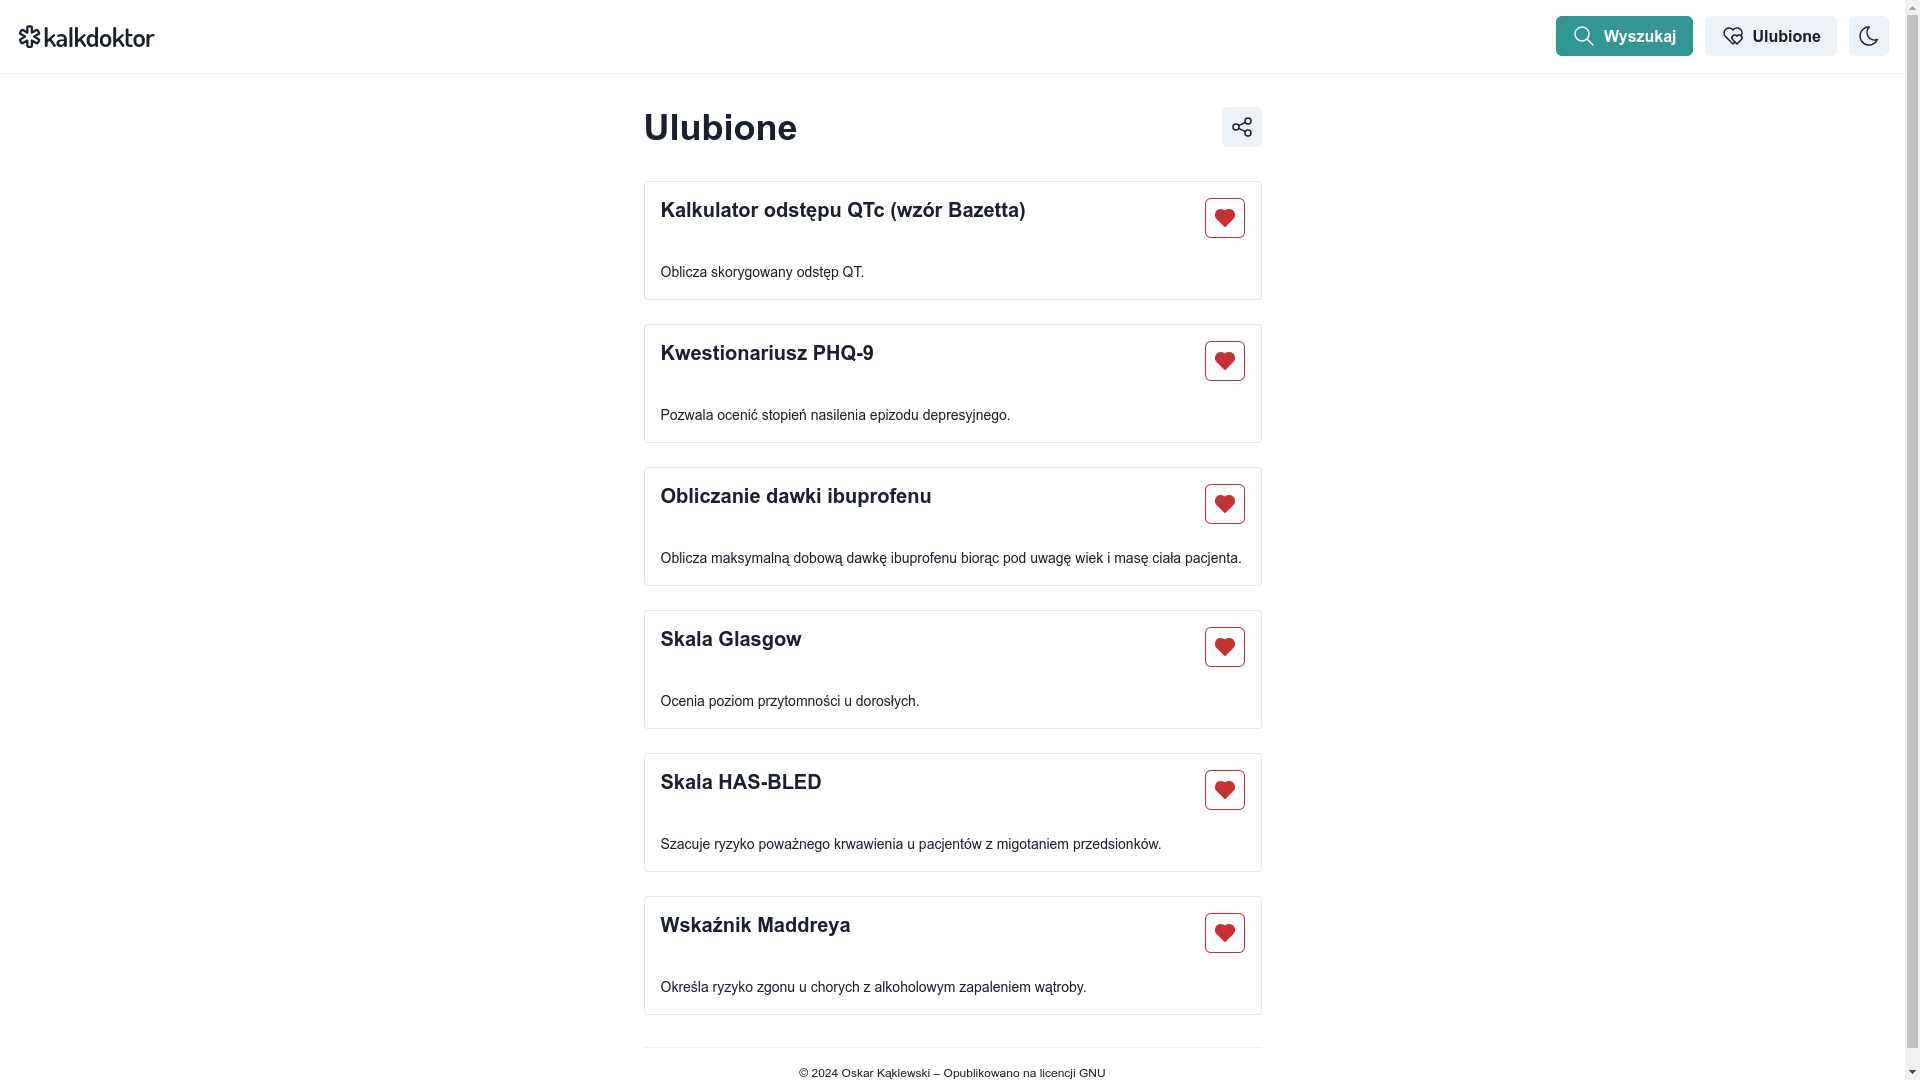 kalkdoktor
Wyszukaj
Ulubione
Ulubione
Kalkulator odstępu QTc (wzór Bazetta)
Oblicza skorygowany odstęp QT.
Kwestionariusz PHQ-9
Pozwala ocenić stopień nasilenia epizodu depresyjnego.
Obliczanie dawki ibuprofenu
Oblicza maksymalną dobową dawkę ibuprofenu biorąc pod uwagę wiek i masę ciała pacjenta.
Skala Glasgow
Ocenia poziom przytomności u dorosłych.
Skala HAS-BLED
Szacuje ryzyko poważnego krwawienia u pacjentów z migotaniem przedsionków.
Wskaźnik Maddreya
Określa ryzyko zgonu u chorych z alkoholowym zapaleniem wątroby.
© 2024 Oskar Kąklewski – Opublikowano na licencji GNU